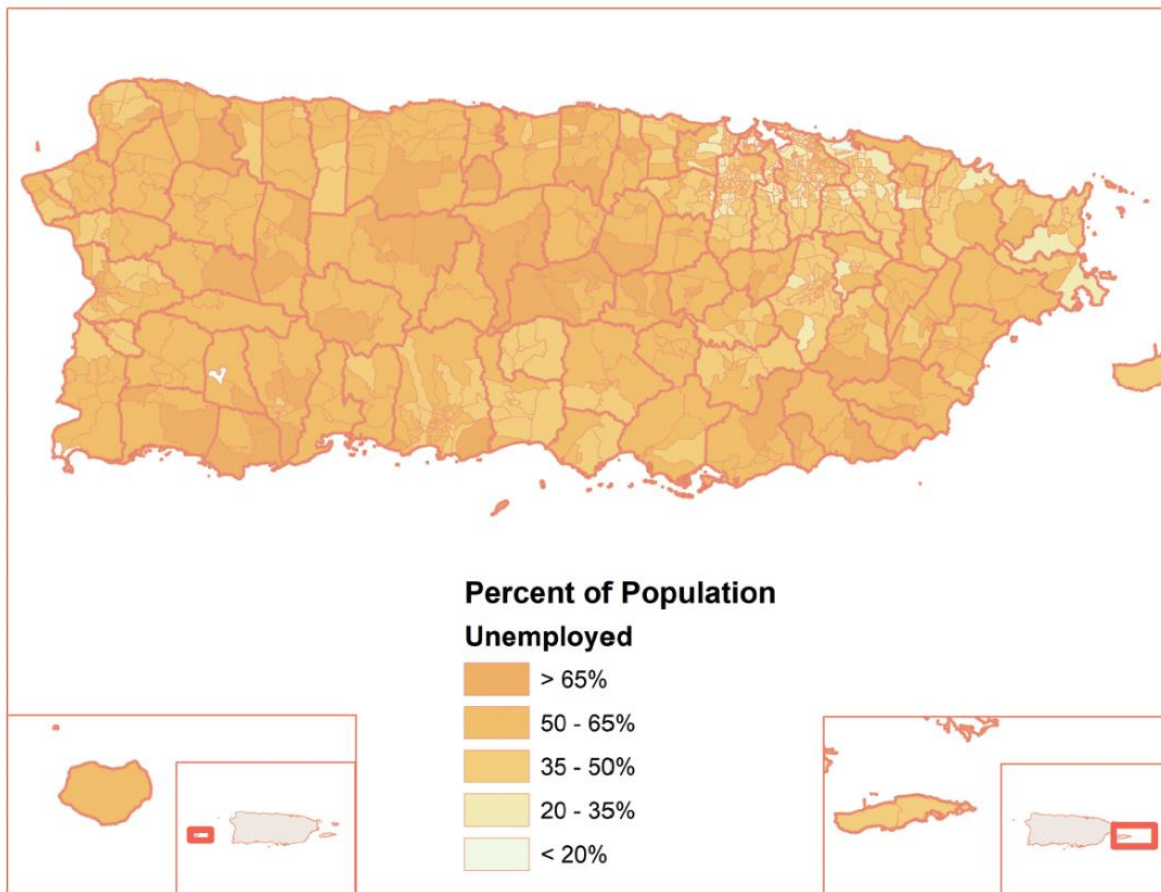 Percent of Population
Unemployed
> 65%
50 - 65%
35 - 50%
20 - 35%
< 20%